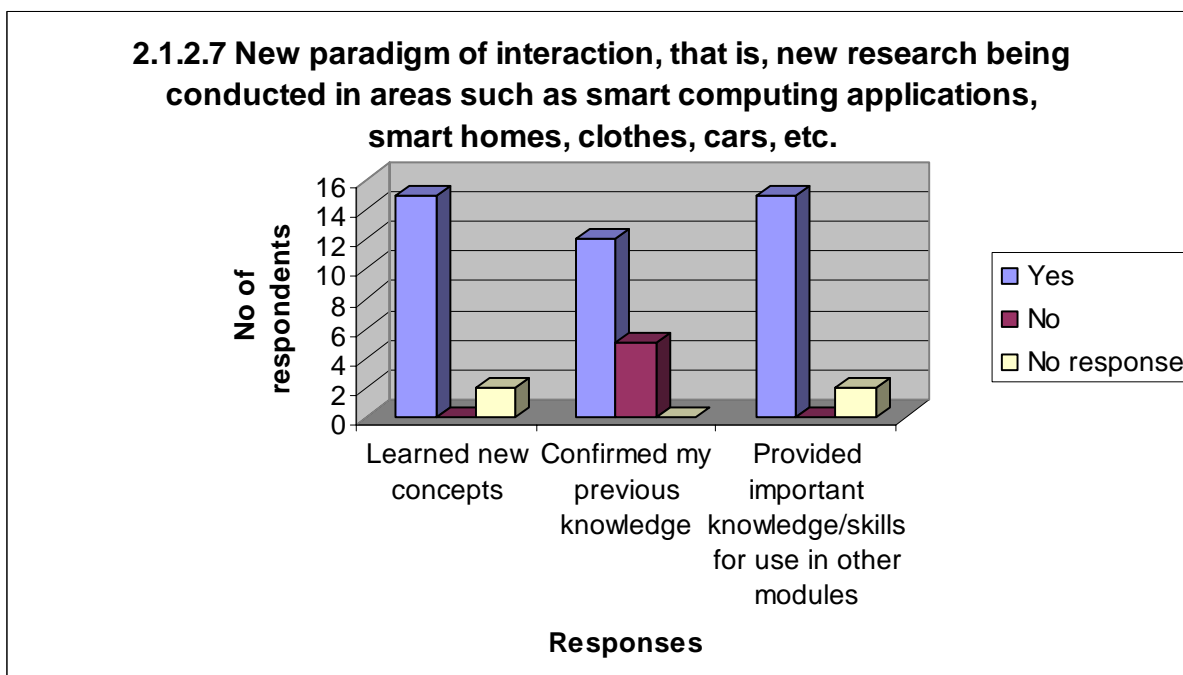 2.1.2.7 New paradigm of interaction, that is, new research being
conducted in areas such as smart computing applications,
smart homes, clothes, cars, etc.
16
14
12
10
8
6
4
2
0
No of
respondents
Learned new
concepts
Confirmed my
previous
knowledge
Provided
important
knowledge/skills
for use in other
modules
Responses
Yes
No
No response